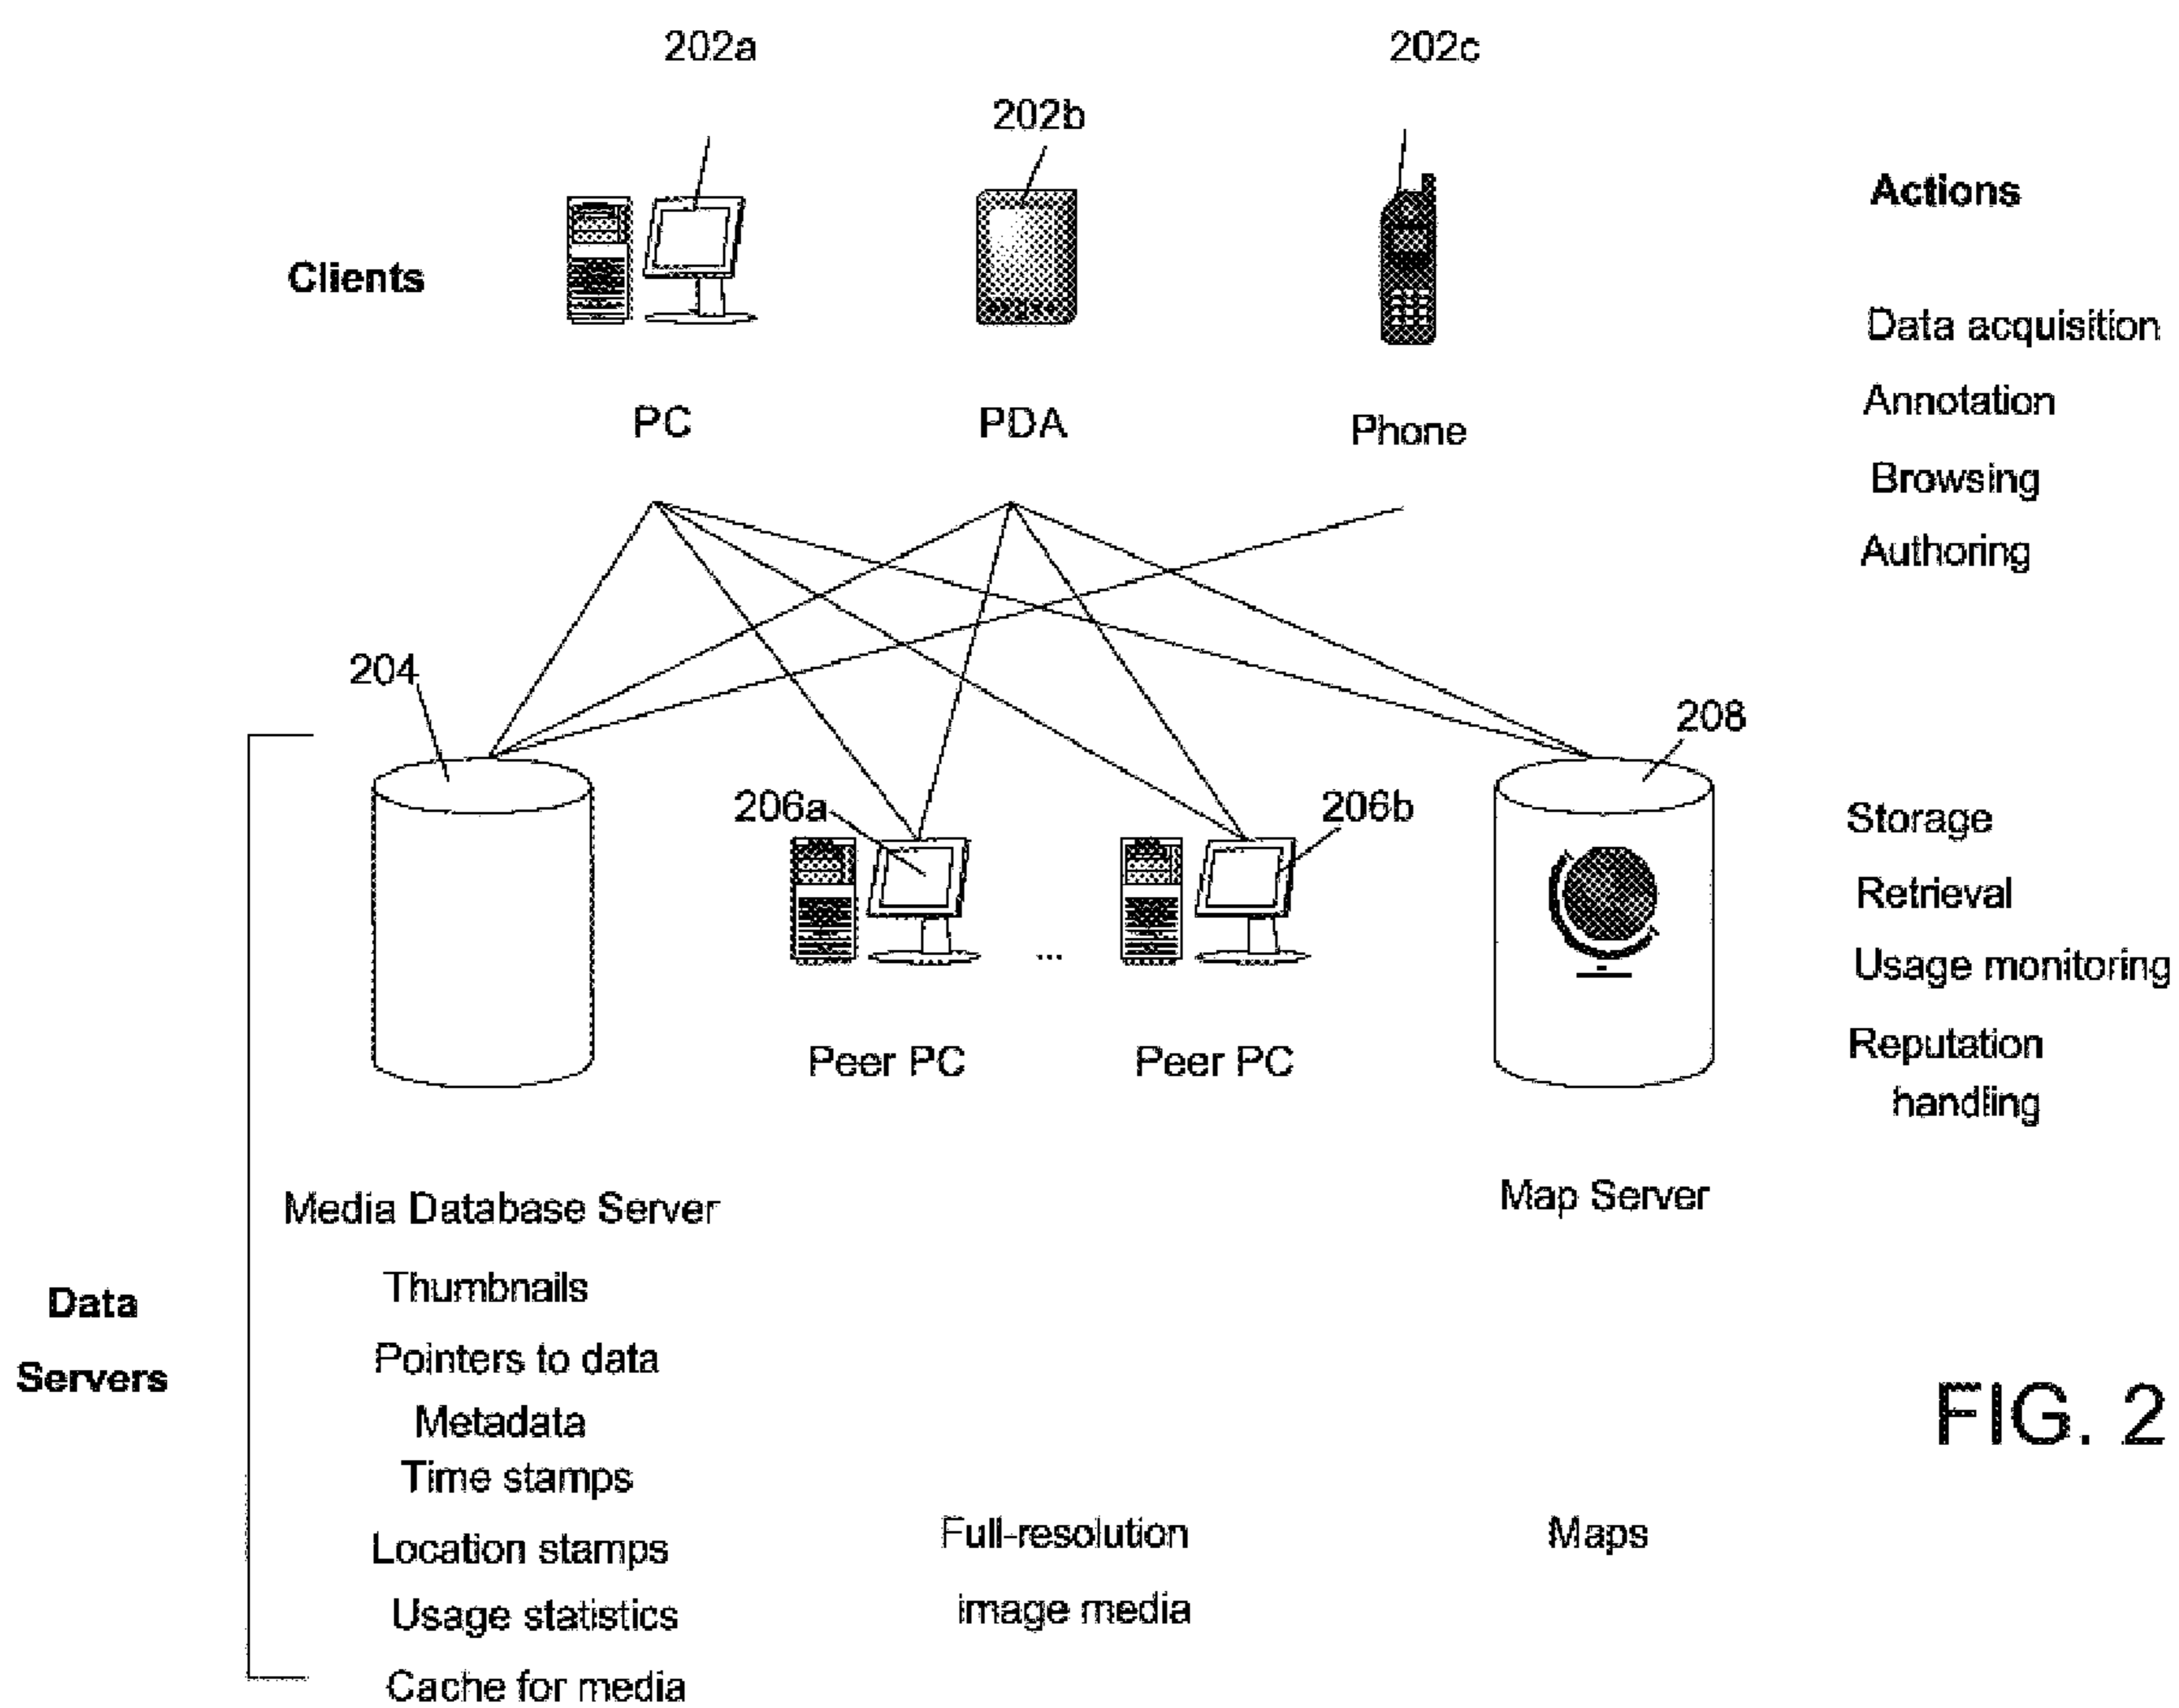 202a
202c
202b
Actions
Clients
Data acquisition
Annotation
PC
PDA
Phone
Browsing
Authoring
204
208
206a
206b
Storage
Retrieval
Usage monitoring
...
Peer PC
Peer PC
Reputation
handling
Media Database Server
Map Server
Thumbnails
Data
Servers
Pointers to data
Metadata
Time stamps
Location stamps
Usage statistics
Cache for media
Full-resolution
image media
Maps
FIG. 2